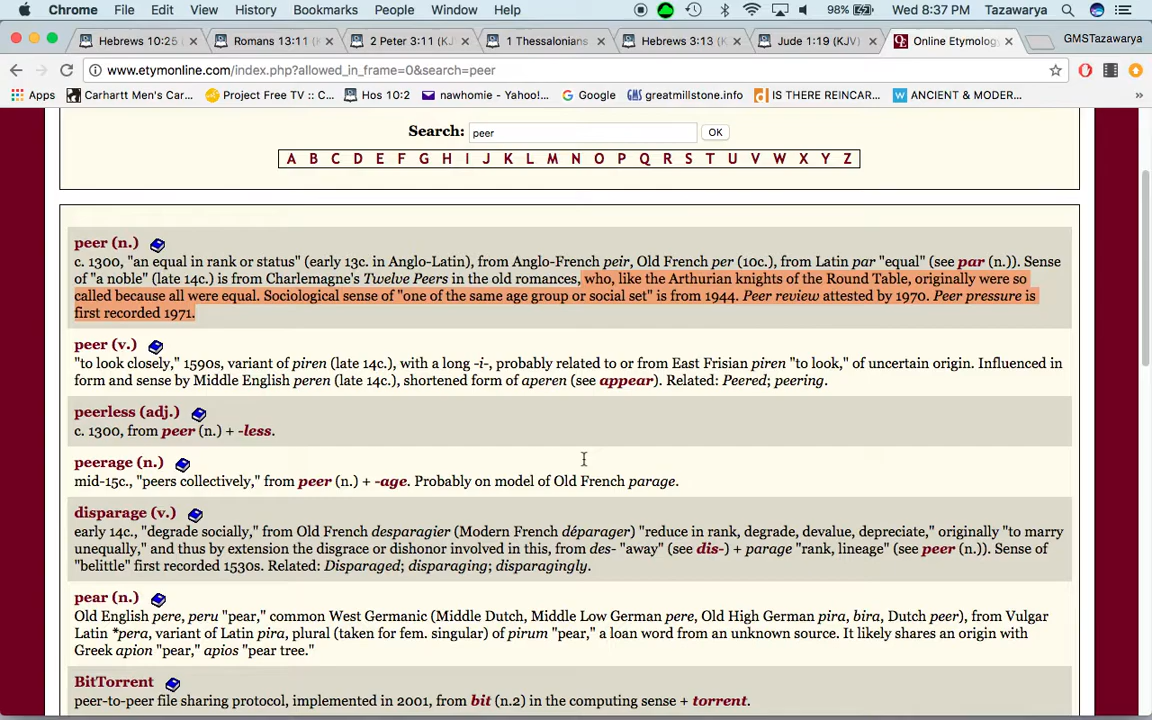 Chrome File Edit View History Bookmarks People Window Help 98% Wed 8:37 PM Tazawarya
Hebrews 10:25 ( × Romans 13:11 (KJ × 2 Peter 3:11 (KJV × 1 Thessalonians × Hebrews 3:13 (K × Jude 1:19 (KJV) × Online Etymology × GMSTazawarya
www.etymonline.com/index.php?allowed_in_frame=0&search=peer
Apps Carhartt Men's Car... Project Free TV :: C... Hos 10:2 nawhomie - Yahoo!... Google GMS greatmillstone.info IS THERE REINCAR... ANCIENT & MODER... »
Search: peer OK
A B C D E F G H I J K L M N O P Q R S T U V W X Y Z
peer (n.)
c. 1300, "an equal in rank or status" (early 13c. in Anglo-Latin), from Anglo-French peir, Old French per (10c.), from Latin par "equal" (see par (n.)). Sense
of "a noble" (late 14c.) is from Charlemagne's Twelve Peers in the old romances, who, like the Arthurian knights of the Round Table, originally were so
called because all were equal. Sociological sense of "one of the same age group or social set" is from 1944. Peer review attested by 1970. Peer pressure is
first recorded 1971.
peer (v.)
"to look closely," 1590s, variant of piren (late 14c.), with a long -i-, probably related to or from East Frisian piren "to look," of uncertain origin. Influenced in
form and sense by Middle English peren (late 14c.), shortened form of aperen (see appear). Related: Peered; peering.
peerless (adj.)
c. 1300, from peer (n.) + -less.
peerage (n.)
mid-15c., "peers collectively," from peer (n.) + -age. Probably on model of Old French parage.
disparage (v.)
early 14c., "degrade socially," from Old French desparagier (Modern French déparager) "reduce in rank, degrade, devalue, depreciate," originally "to marry
unequally," and thus by extension the disgrace or dishonor involved in this, from des- "away" (see dis-) + parage "rank, lineage" (see peer (n.)). Sense of
"belittle" first recorded 1530s. Related: Disparaged; disparaging; disparagingly.
pear (n.)
Old English pere, peru "pear," common West Germanic (Middle Dutch, Middle Low German pere, Old High German pira, bira, Dutch peer), from Vulgar
Latin *pera, variant of Latin pira, plural (taken for fem. singular) of pirum "pear," a loan word from an unknown source. It likely shares an origin with
Greek apion "pear," apios "pear tree."
BitTorrent
peer-to-peer file sharing protocol, implemented in 2001, from bit (n.2) in the computing sense + torrent.